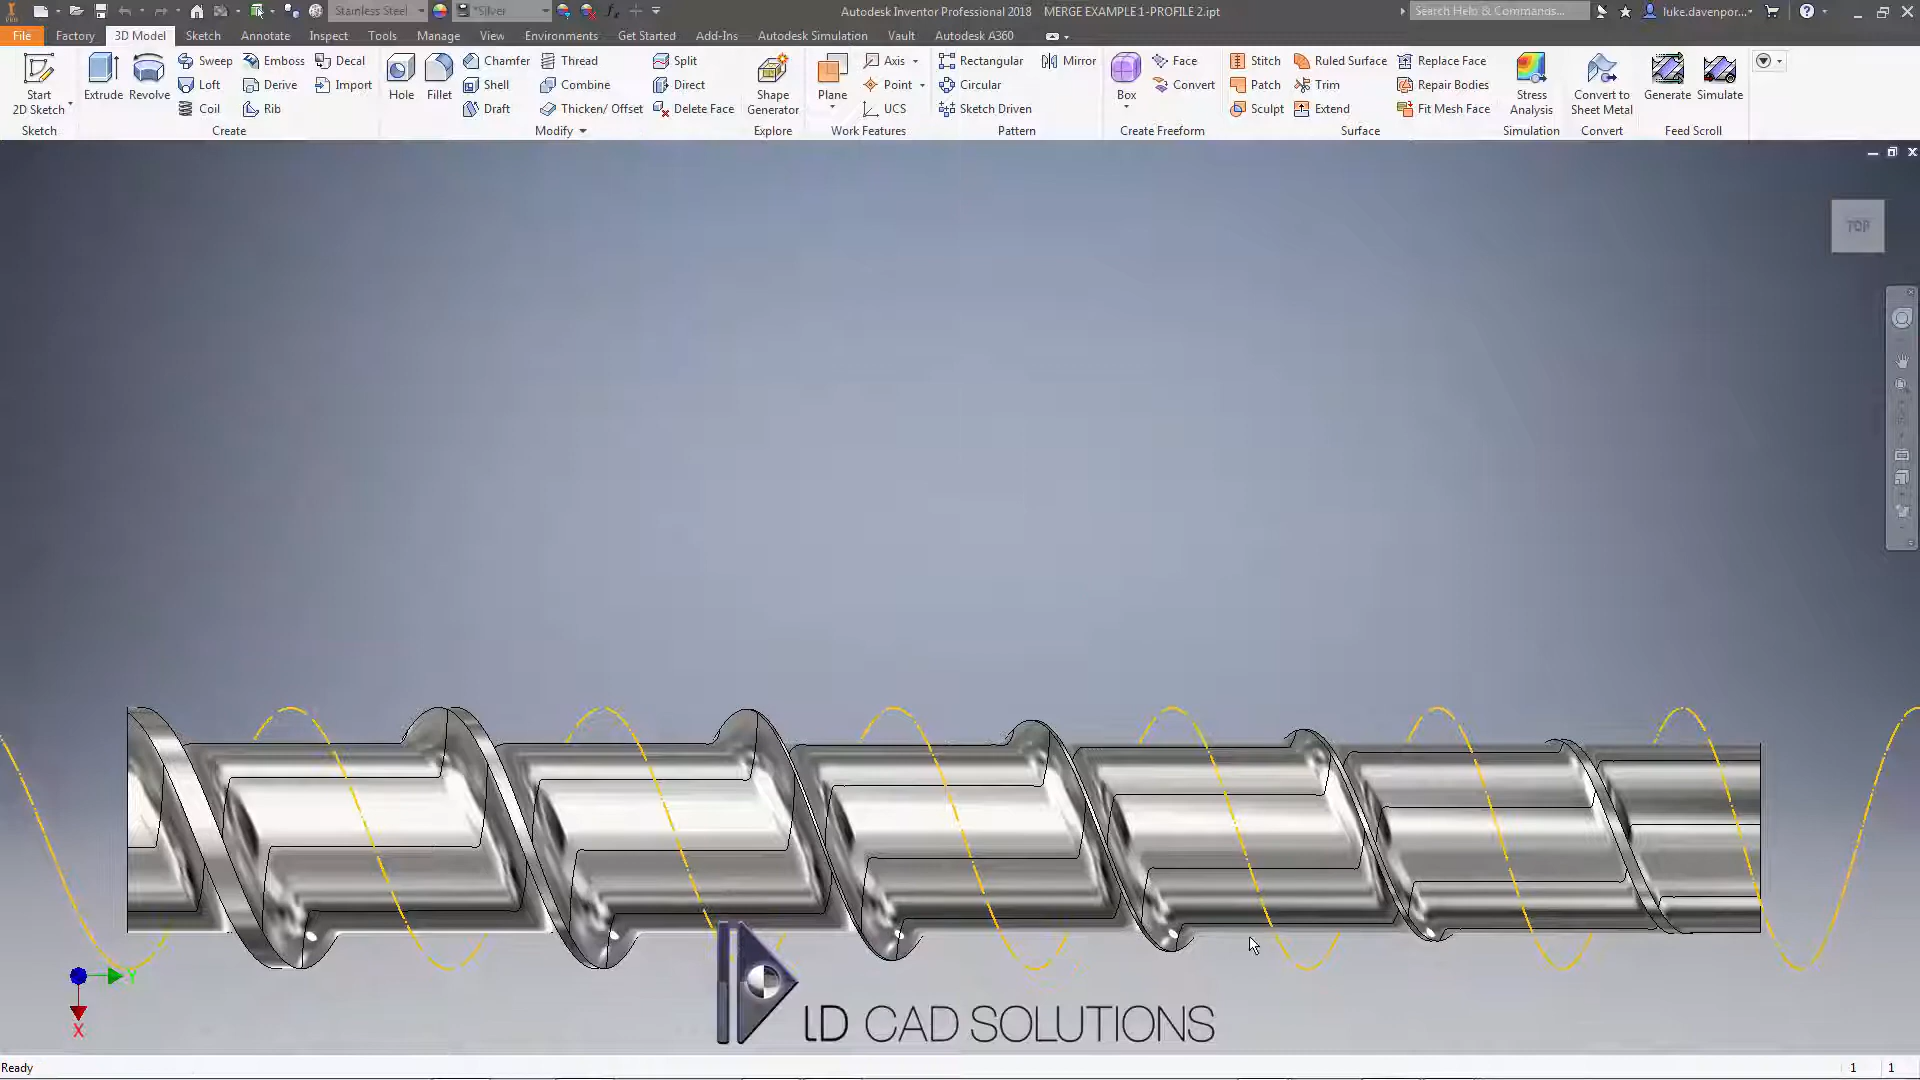 Stainless Steel
*Silver
Autodesk Inventor Professional 2018 MERGE EXAMPLE 1-PROFILE 2.ipt
Search Help & Commands...
luke.davenpor...
File Factory 3D Model Sketch Annotate Inspect Tools Manage View Environments Get Started Add-Ins Autodesk Simulation Vault Autodesk A360
Start
2D Sketch
Sketch
Extrude Revolve
Sweep Emboss Decal
Loft Derive Import
Coil Rib
Create
Hole Fillet
Chamfer Thread Split
Shell Combine Direct
Draft Thicken/ Offset Delete Face
Modify
Shape
Generator
Explore
Plane
Axis
Point
UCS
Work Features
Rectangular Mirror
Circular
Sketch Driven
Pattern
Box
Face
Convert
Create Freeform
Stitch Ruled Surface Replace Face
Patch Trim Repair Bodies
Sculpt Extend Fit Mesh Face
Surface
Stress
Analysis
Simulation
Convert to
Sheet Metal
Convert
Generate Simulate
Feed Scroll
TOP
Y
X
LD CAD SOLUTIONS
Ready
1 1